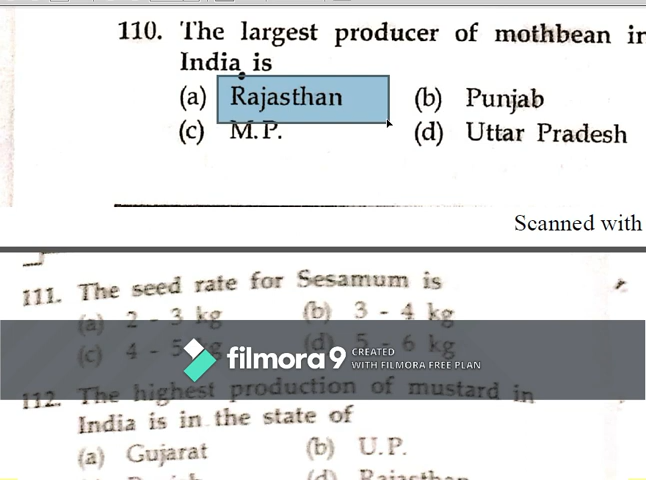 110. The largest producer of mothbean in
India is
(a) Rajasthan (b) Punjab
(c) M.P. (d) Uttar Pradesh
Scanned with
111. The seed rate for Sesamum is
(a) 2 - 3 kg (b) 3 - 4 kg
(c) 4 - 5 kg (d) 5 - 6 kg
filmora9 CREATED
WITH FILMORA FREE PLAN
112. The highest production of mustard in
India is in the state of
(a) Gujarat (b) U.P.
(d) Rajasthan